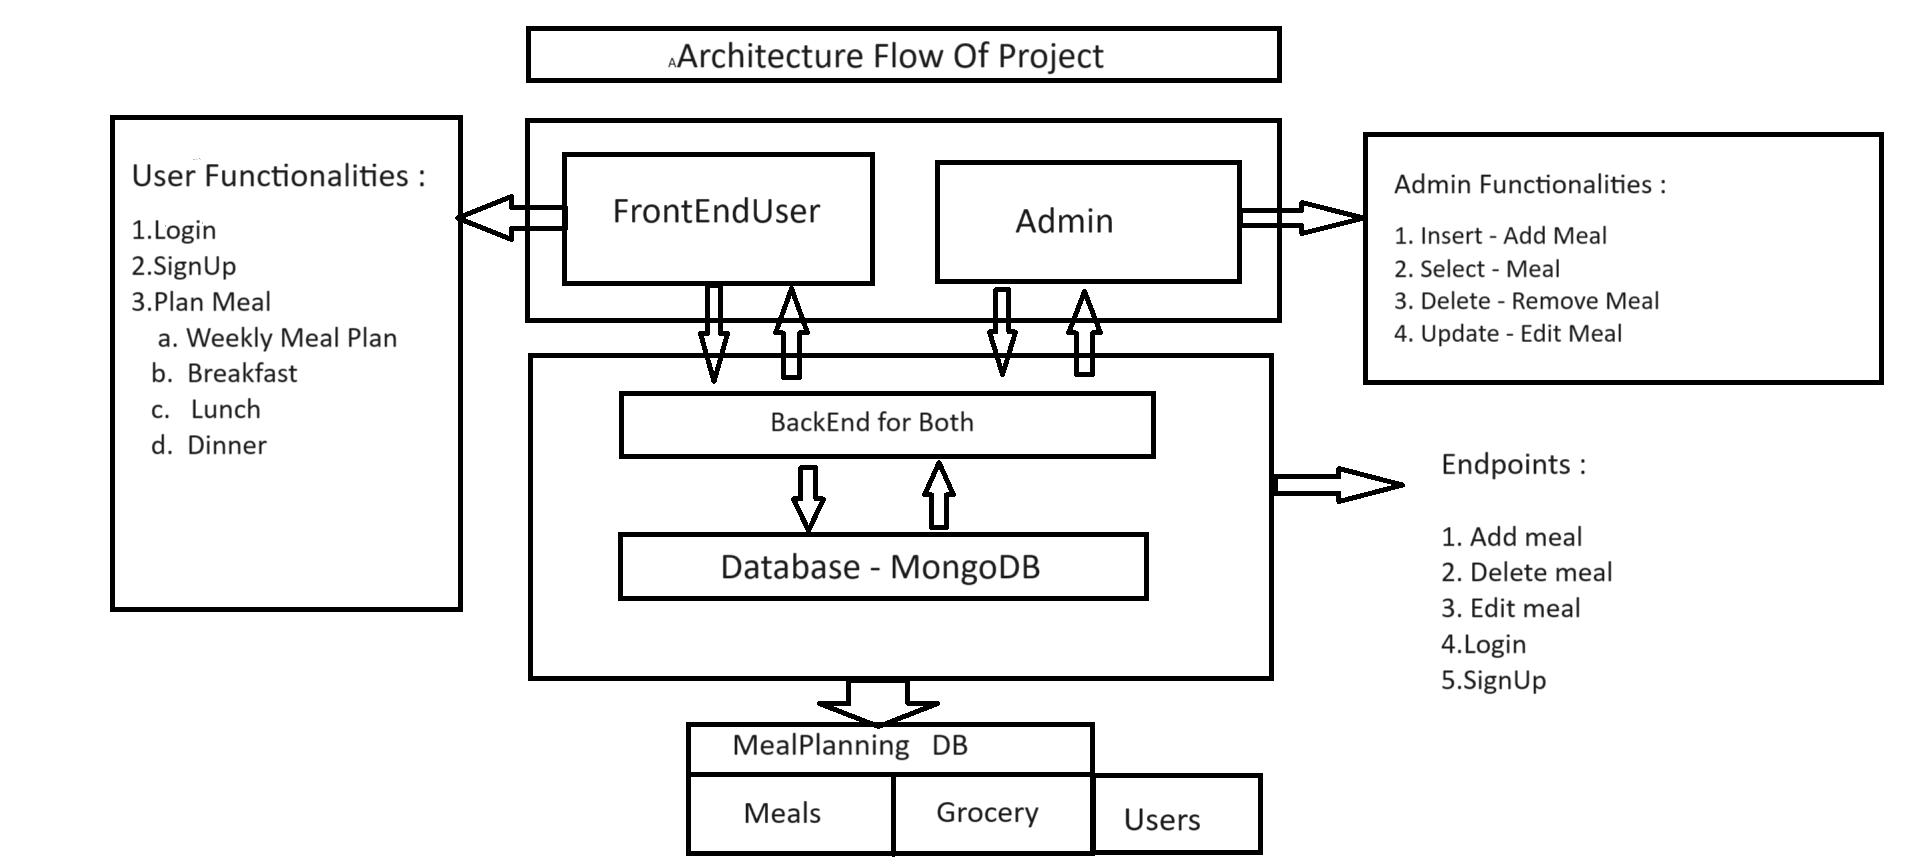 AArchitecture Flow Of Project
User Functionalities :
1.Login
2.SignUp
3.Plan Meal
a. Weekly Meal Plan
b. Breakfast
c. Lunch
d. Dinner
FrontEndUser
Admin
Admin Functionalities :
1. Insert - Add Meal
2. Select - Meal
3. Delete - Remove Meal
4. Update - Edit Meal
BackEnd for Both
Database - MongoDB
Endpoints :
1. Add meal
2. Delete meal
3. Edit meal
4.Login
5.SignUp
MealPlanning DB
Meals
Grocery
Users